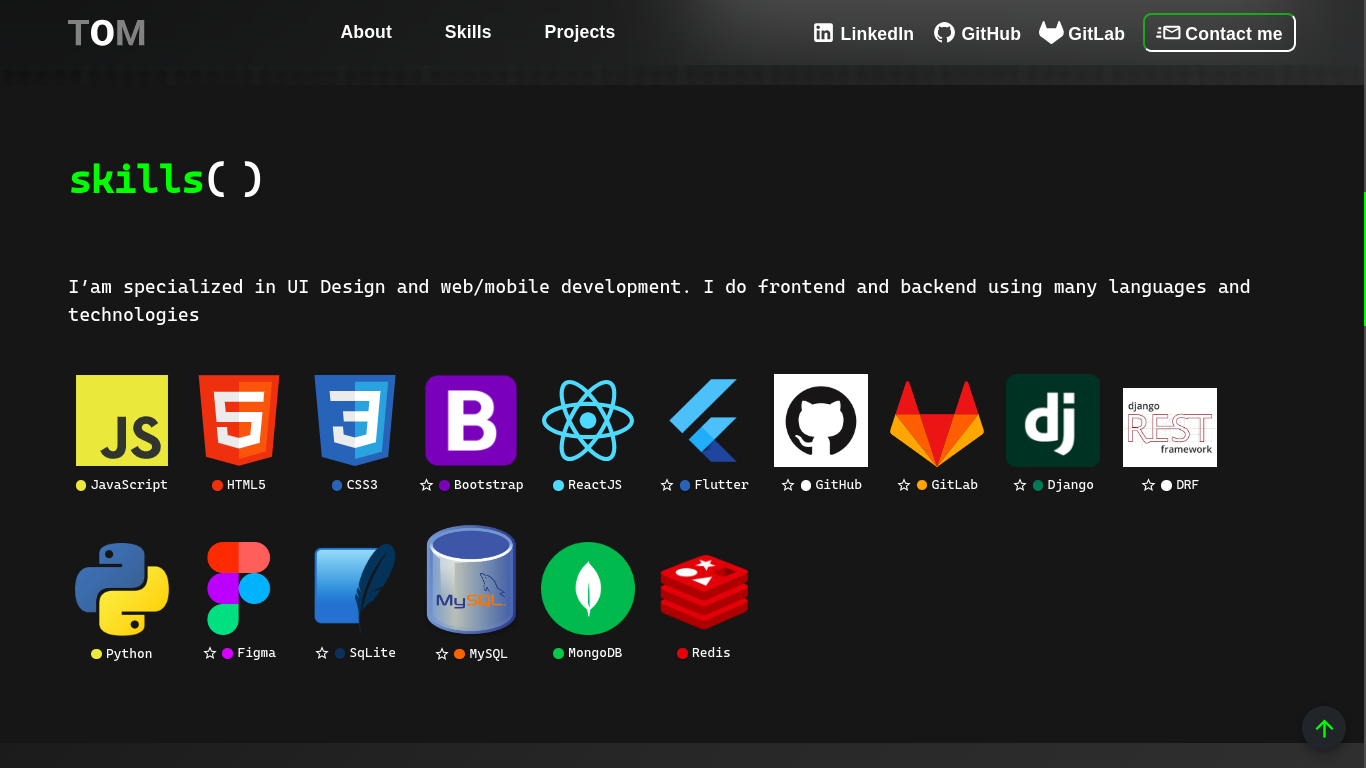 TOM
About Skills Projects
LinkedIn GitHub GitLab Contact me
skills( )
I’am specialized in UI Design and web/mobile development. I do frontend and backend using many languages and
technologies
JS
B
dj
django
REST
framework
JavaScript HTML5 CSS3 Bootstrap ReactJS Flutter GitHub GitLab Django DRF
MySQL
Python Figma SqLite MySQL MongoDB Redis